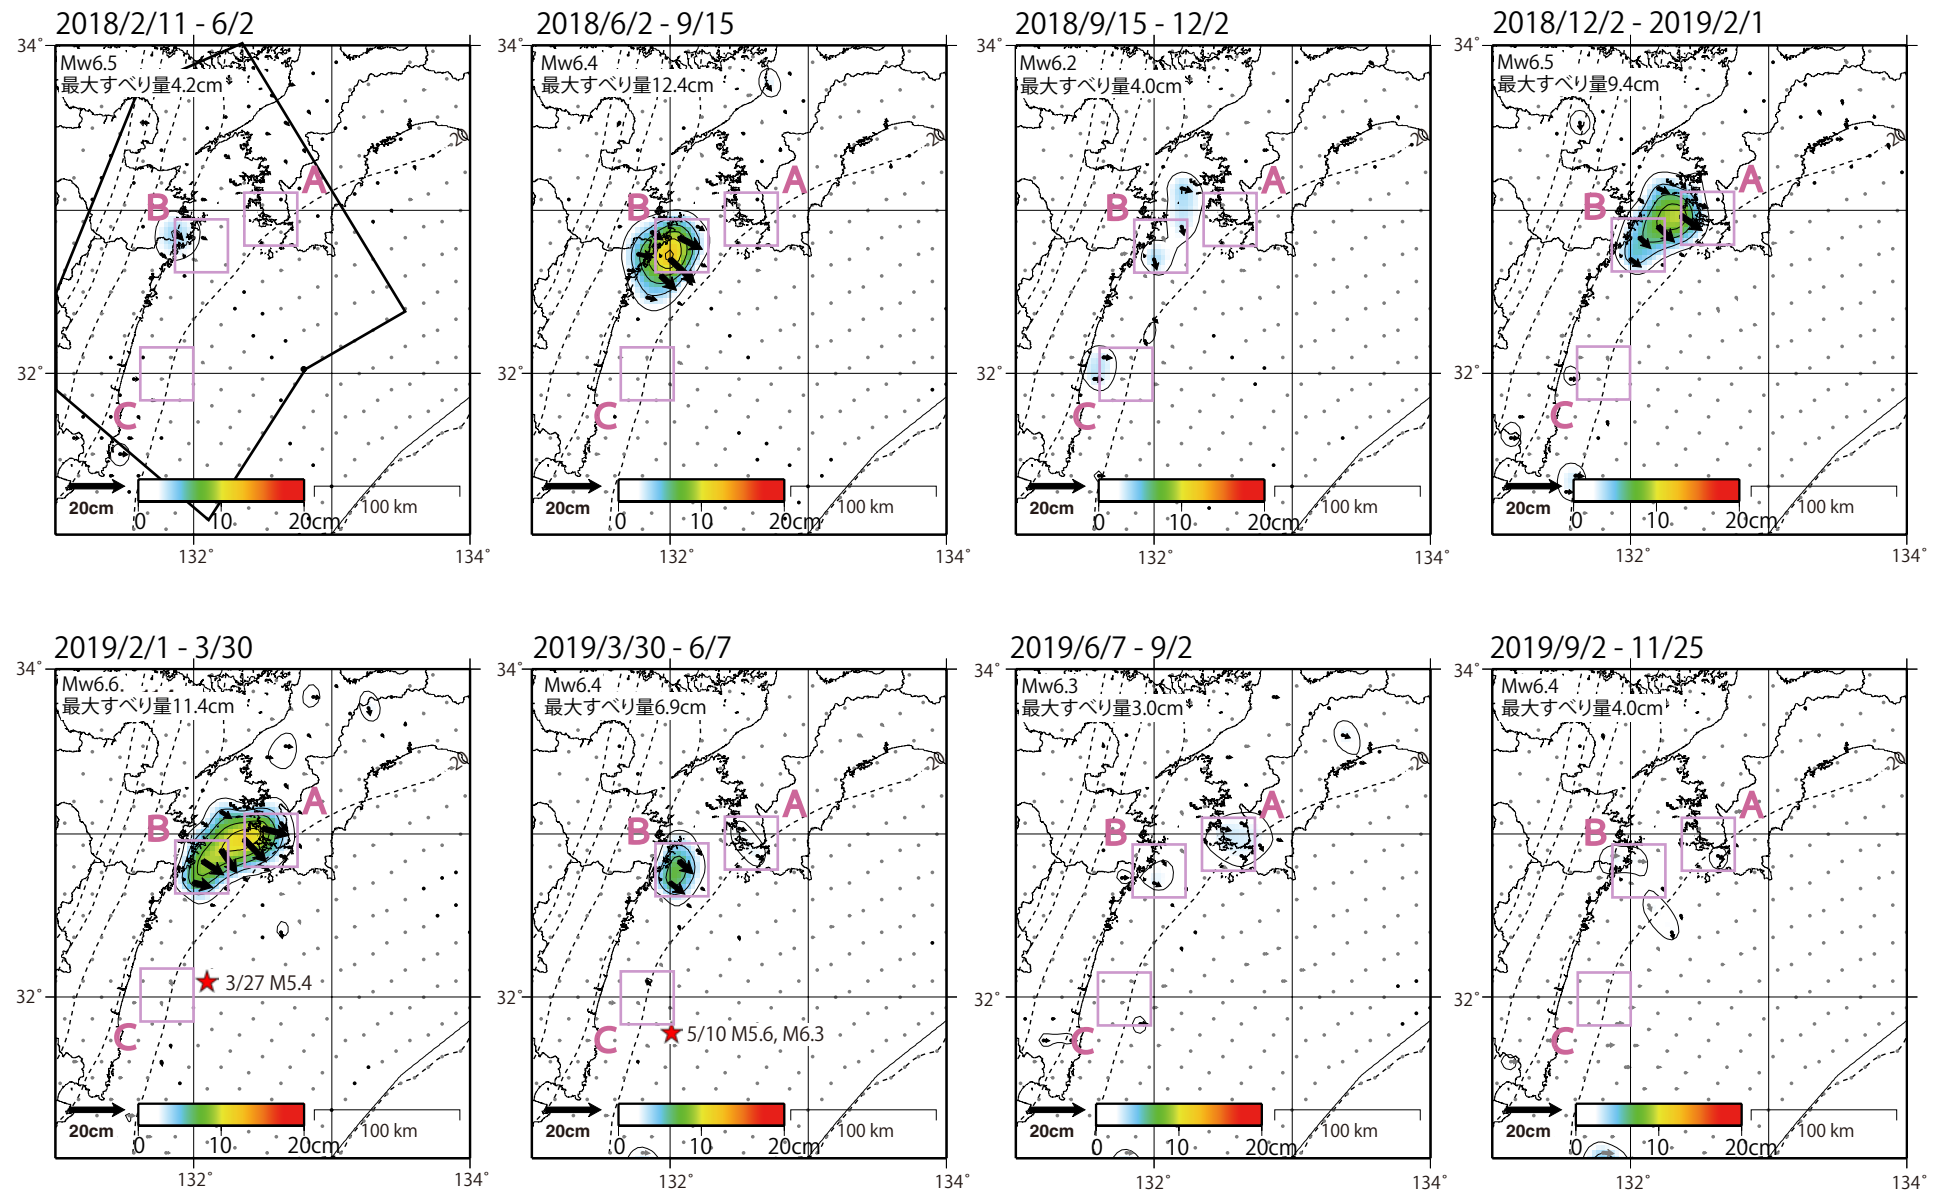 2018/2/11 - 6/2
34°
Mw6.5
最大すべり量4.2cm
20
A
B
32°
C
20cm
0
10
20cm
100 km
132°
134°
2018/6/2 - 9/15
34°
Mw6.4
最大すべり量12.4cm
20
A
B
32°
C
20cm
0
10
20cm
100 km
132°
134°
2018/9/15 - 12/2
34°
Mw6.2
最大すべり量4.0cm
20
A
B
32°
C
20cm
0
10
20cm
100 km
132°
134°
2018/12/2 - 2019/2/1
34°
Mw6.5
最大すべり量9.4cm
20
A
B
32°
C
20cm
0
10
20cm
100 km
132°
134°
2019/2/1 - 3/30
34°
Mw6.6
最大すべり量11.4cm
20
A
B
3/27 M5.4
32°
C
20cm
0
10
20cm
100 km
132°
134°
2019/3/30 - 6/7
34°
Mw6.4
最大すべり量6.9cm
20
A
B
32°
5/10 M5.6, M6.3
C
20cm
0
10
20cm
100 km
132°
134°
2019/6/7 - 9/2
34°
Mw6.3
最大すべり量3.0cm
20
A
B
32°
C
20cm
0
10
20cm
100 km
132°
134°
2019/9/2 - 11/25
34°
Mw6.4
最大すべり量4.0cm
20
A
B
32°
C
20cm
0
10
20cm
100 km
132°
134°